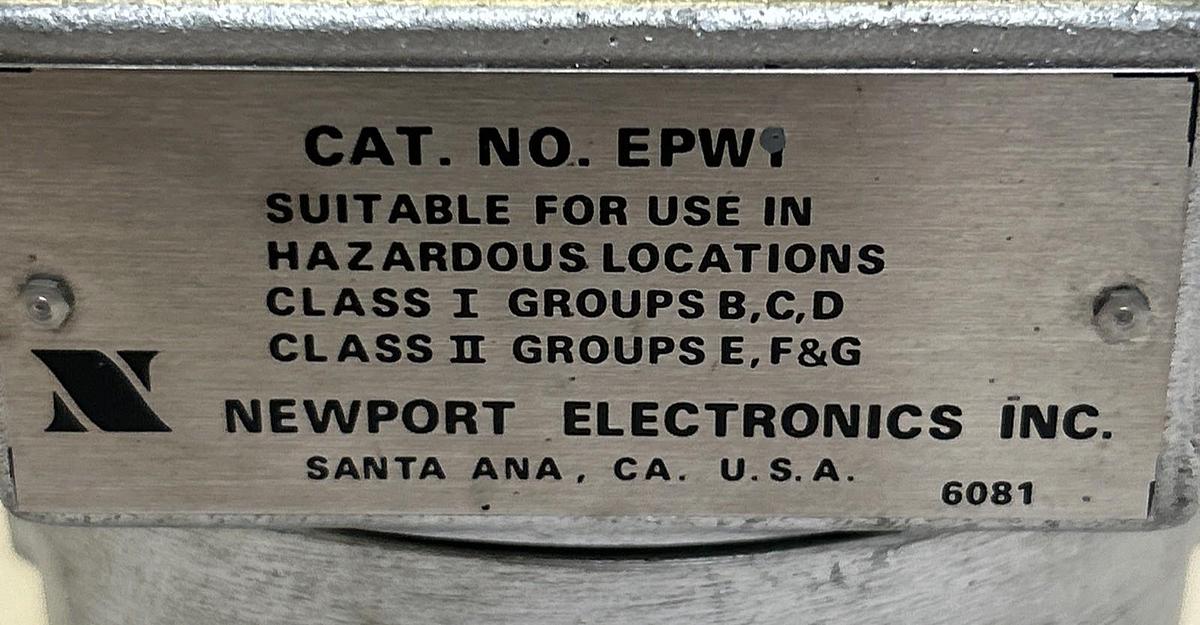 CAT. NO. EPW1
SUITABLE FOR USE IN
HAZARDOUS LOCATIONS
CLASS I GROUPS B,C,D
CLASS II GROUPS E,F&G
N NEWPORT ELECTRONICS INC.
SANTA ANA, CA. U.S.A.
6081